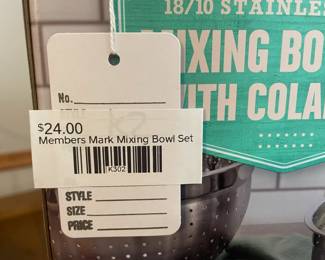 18/10 STAINLES
MIXING BO
WITH COLA
No.
$24.00
Members Mark Mixing Bowl Set
K302
STYLE
SIZE
PRICE